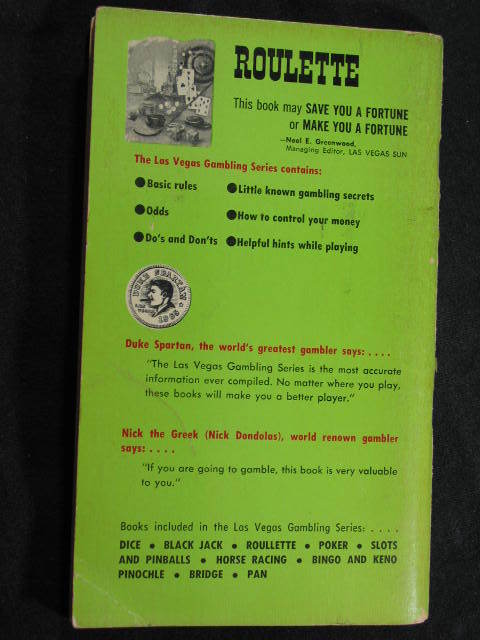 ROULETTE
This book may SAVE YOU A FORTUNE
or MAKE YOU A FORTUNE
—Neal E. Greenwood,
Managing Editor, LAS VEGAS SUN
The Las Vegas Gambling Series contains:
●Basic rules ●Little known gambling secrets
●Odds ●How to control your money
●Do's and Don'ts ●Helpful hints while playing
DUKE SPARTAN
LAS VEGAS
1965
Duke Spartan, the world's greatest gambler says: . . . .
"The Las Vegas Gambling Series is the most accurate
information ever compiled. No matter where you play,
these books will make you a better player."
Nick the Greek (Nick Dondolas), world renown gambler
says: . . . .
"If you are going to gamble, this book is very valuable
to you."
Books included in the Las Vegas Gambling Series: . . . .
DICE ● BLACK JACK ● ROULLETTE ● POKER ● SLOTS
AND PINBALLS ● HORSE RACING ● BINGO AND KENO
PINOCHLE ● BRIDGE ● PAN